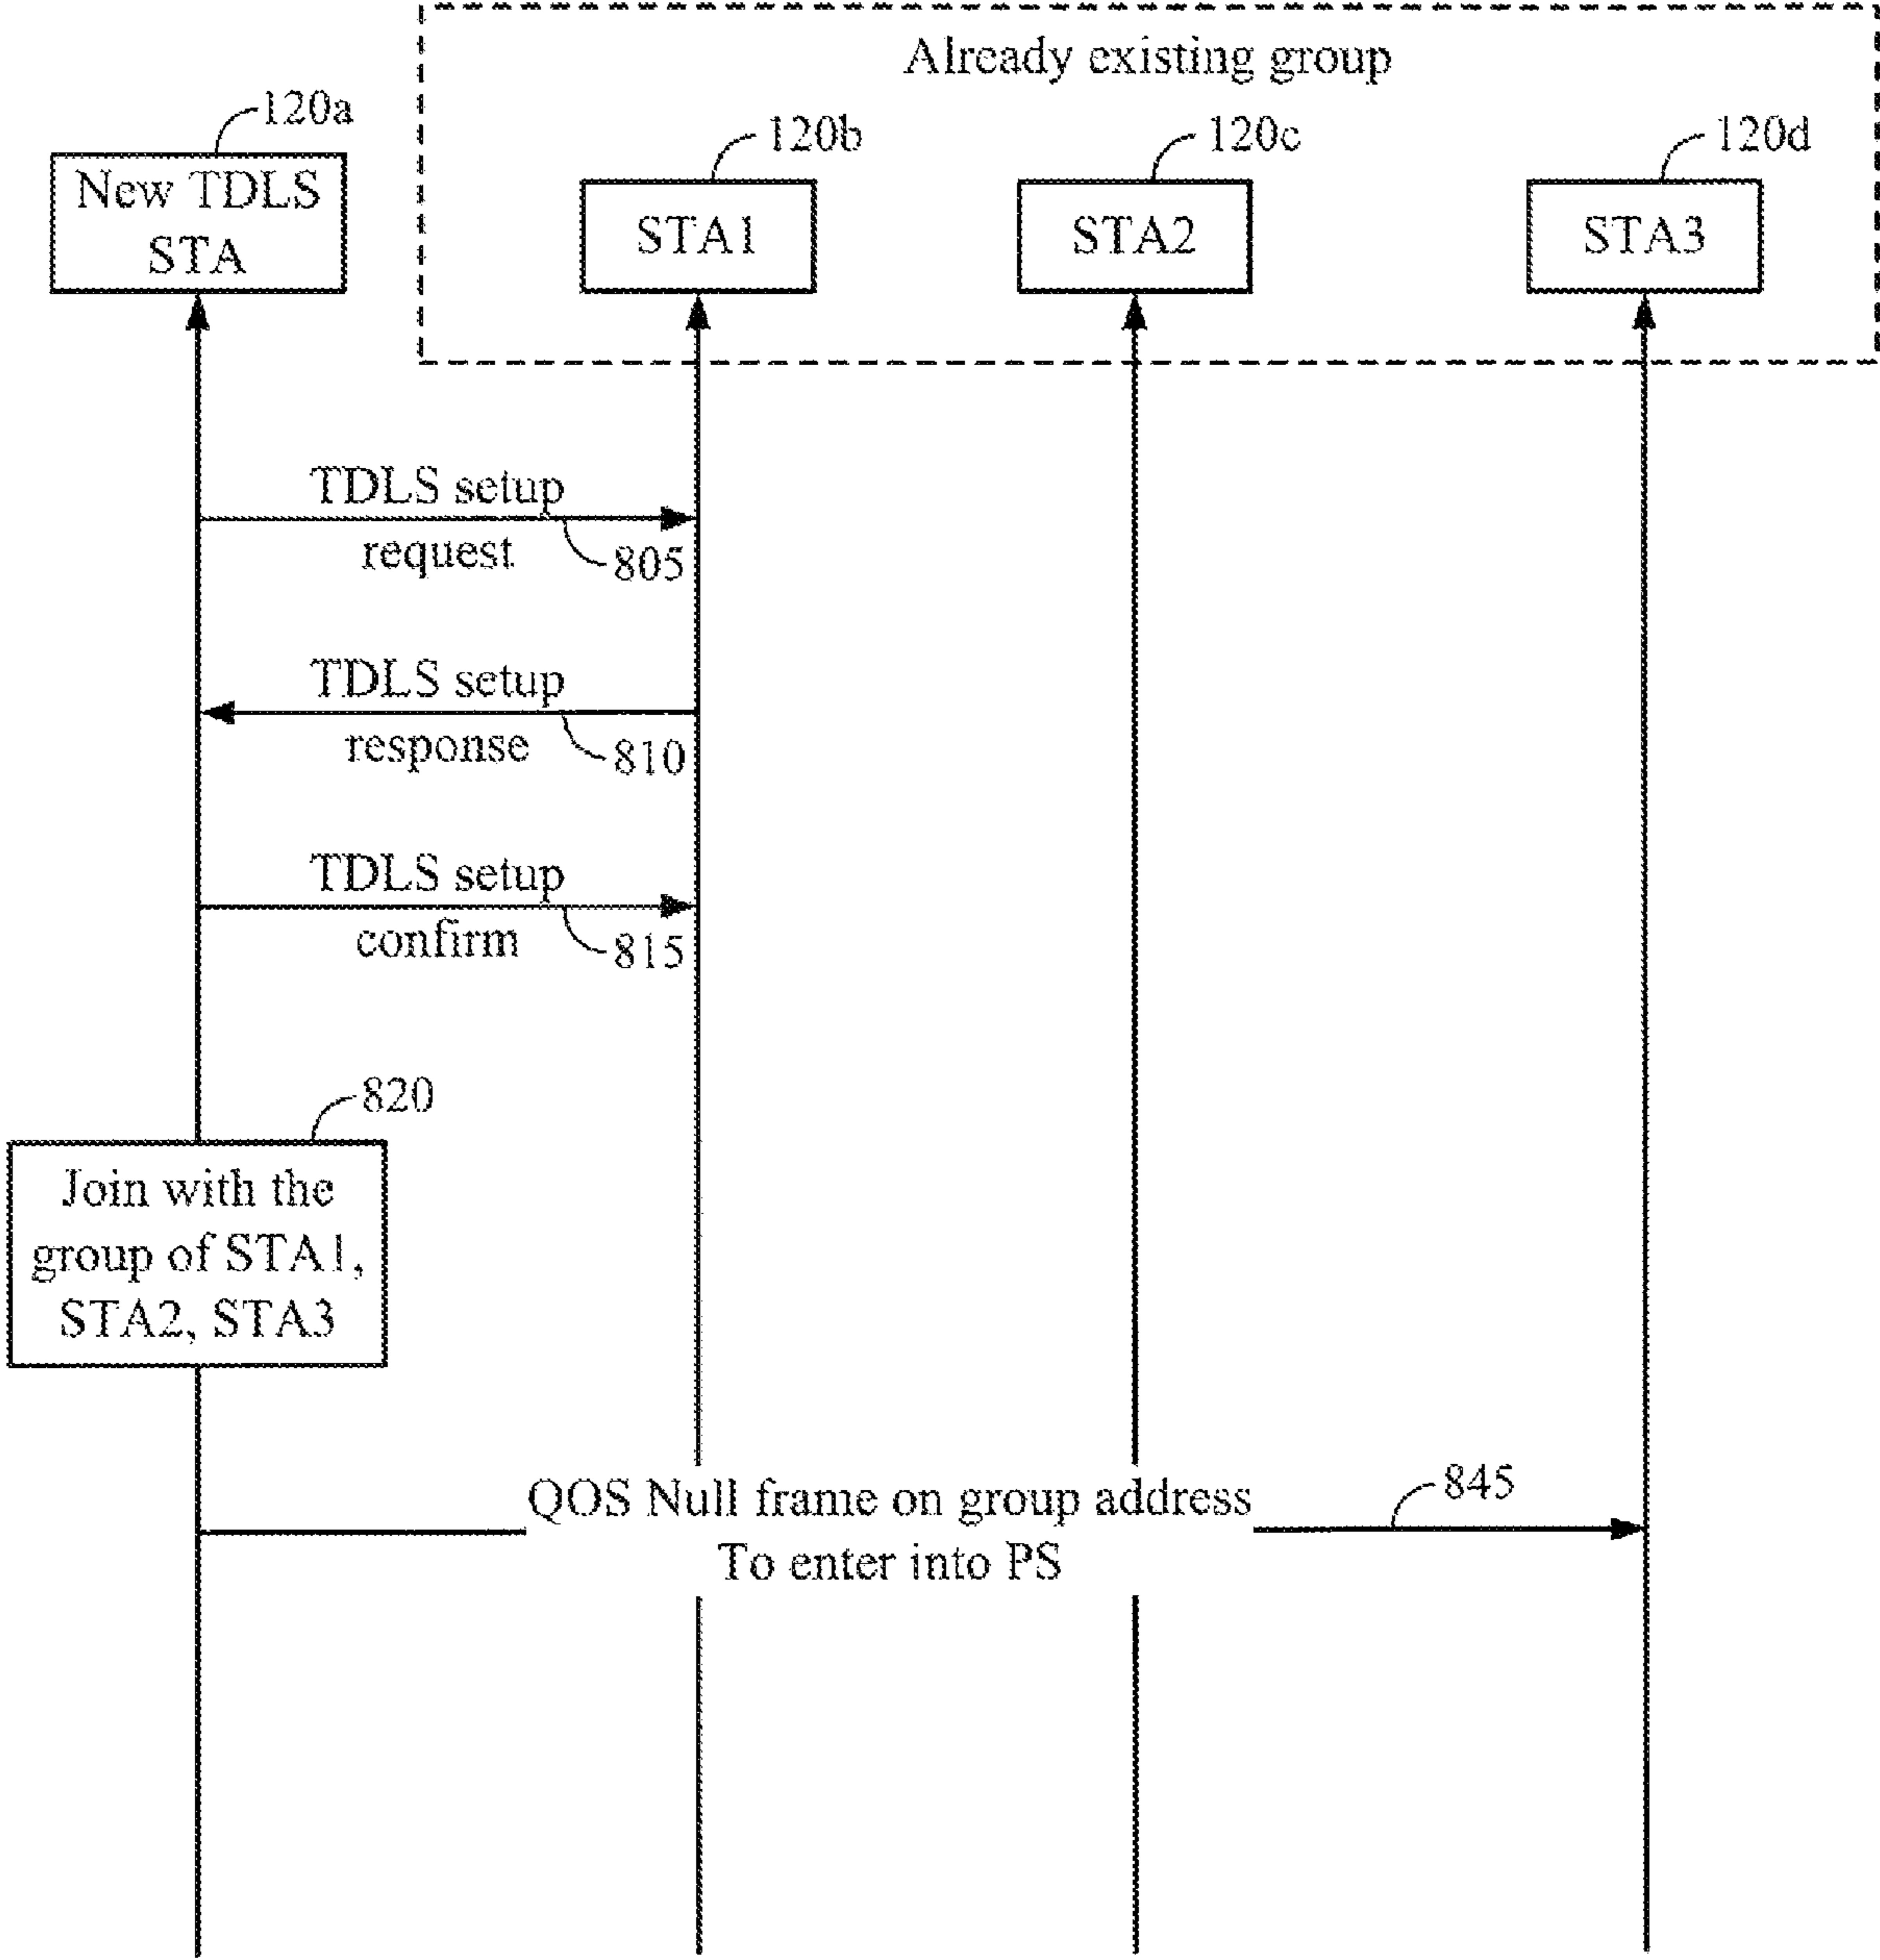 Already existing group
120a
120b
120c
120d
New TDLS
STA
STA1
STA2
STA3
TDLS setup
request
805
TDLS setup
response
810
TDLS setup
confirm
815
820
Join with the
group of STA1,
STA2, STA3
QOS Null frame on group address
To enter into PS
845